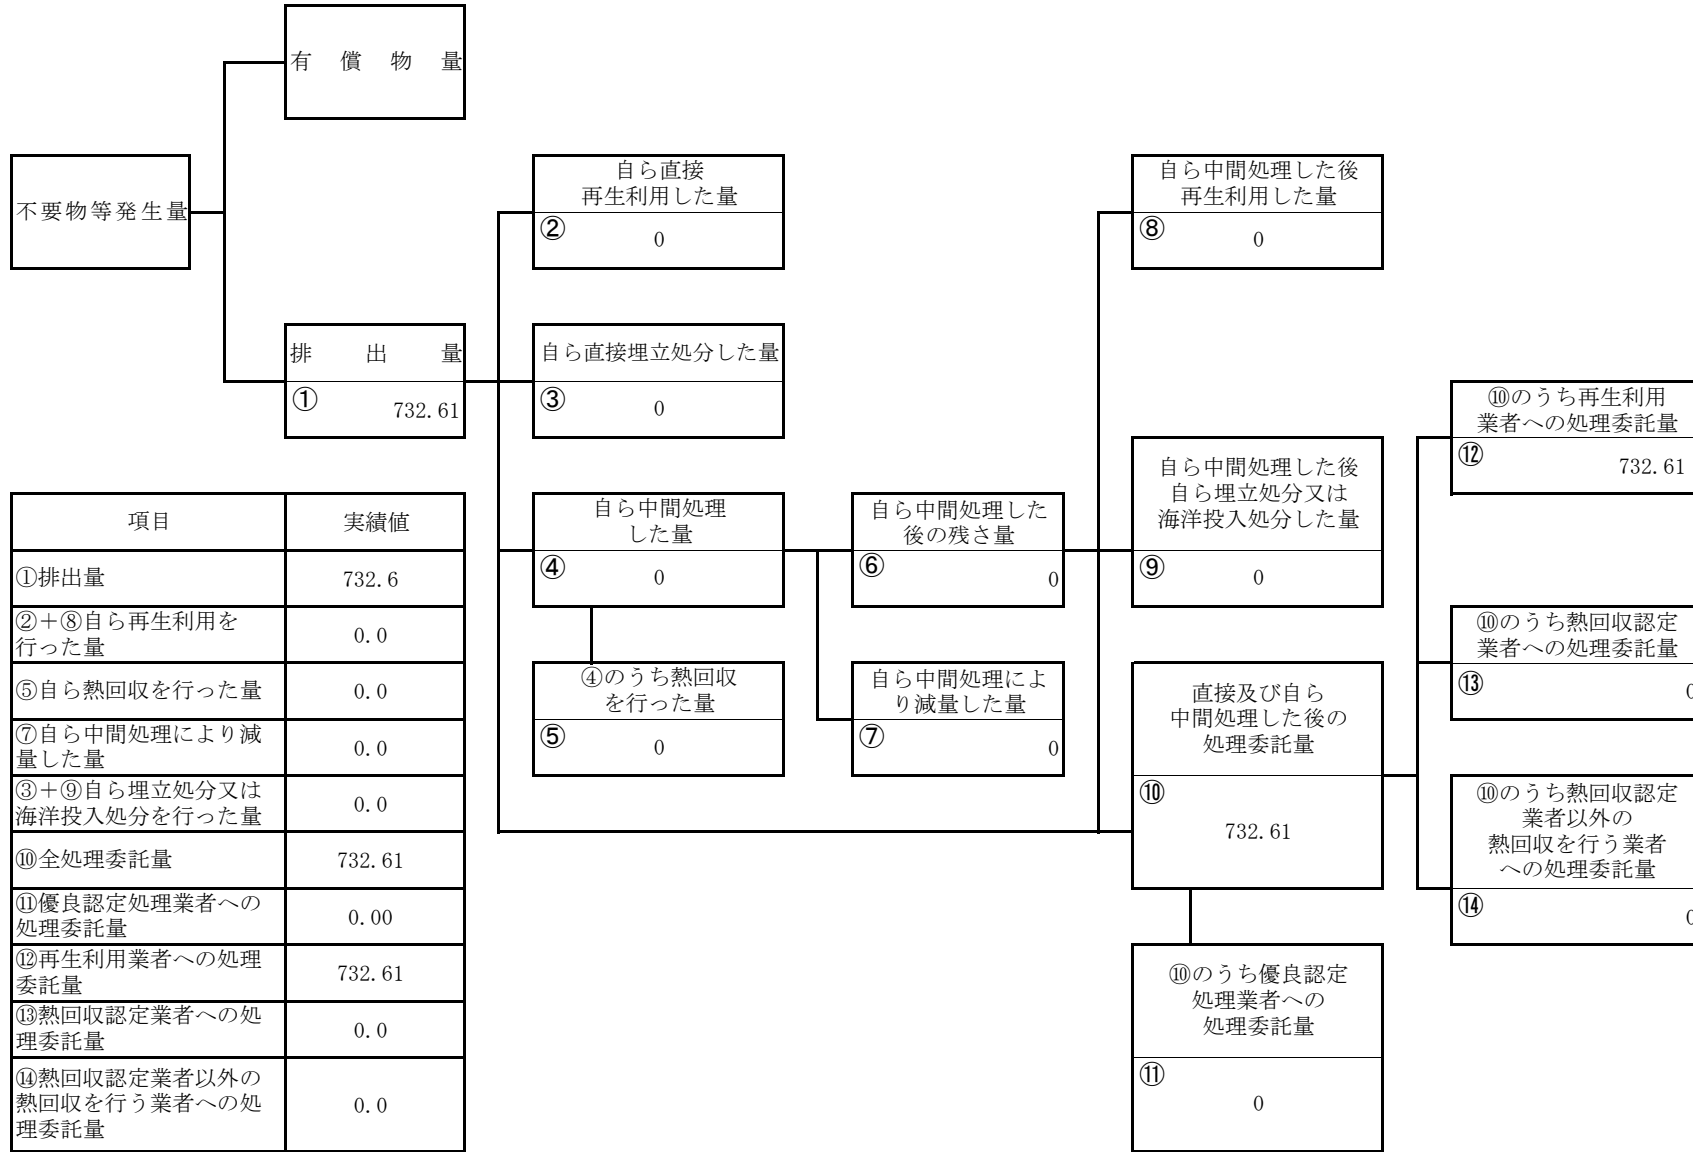 有償物量
不要物等発生量
自ら直接
再生利用した量
②
0
自ら中間処理した後
再生利用した量
⑧
0
排出量
①
732.61
自ら直接埋立処分した量
③
0
⑩のうち再生利用
業者への処理委託量
⑫
732.61
自ら中間処理
した量
④
0
自ら中間処理した
後の残さ量
⑥
0
自ら中間処理した後
自ら埋立処分又は
海洋投入処分した量
⑨
0
④のうち熱回収
を行った量
⑤
0
自ら中間処理によ
り減量した量
⑦
0
直接及び自ら
中間処理した後の
処理委託量
⑩
732.61
⑩のうち熱回収認定
業者への処理委託量
⑬
0
⑩のうち熱回収認定
業者以外の
熱回収を行う業者
への処理委託量
⑭
0
⑩のうち優良認定
処理業者への
処理委託量
⑪
0
項目 実績値
①排出量 732.6
②+⑧自ら再生利用を
行った量 0.0
⑤自ら熱回収を行った量 0.0
⑦自ら中間処理により減
量した量 0.0
③+⑨自ら埋立処分又は
海洋投入処分を行った量 0.0
⑩全処理委託量 732.61
⑪優良認定処理業者への
処理委託量 0.00
⑫再生利用業者への処理
委託量 732.61
⑬熱回収認定業者への処
理委託量 0.0
⑭熱回収認定業者以外の
熱回収を行う業者への処
理委託量 0.0